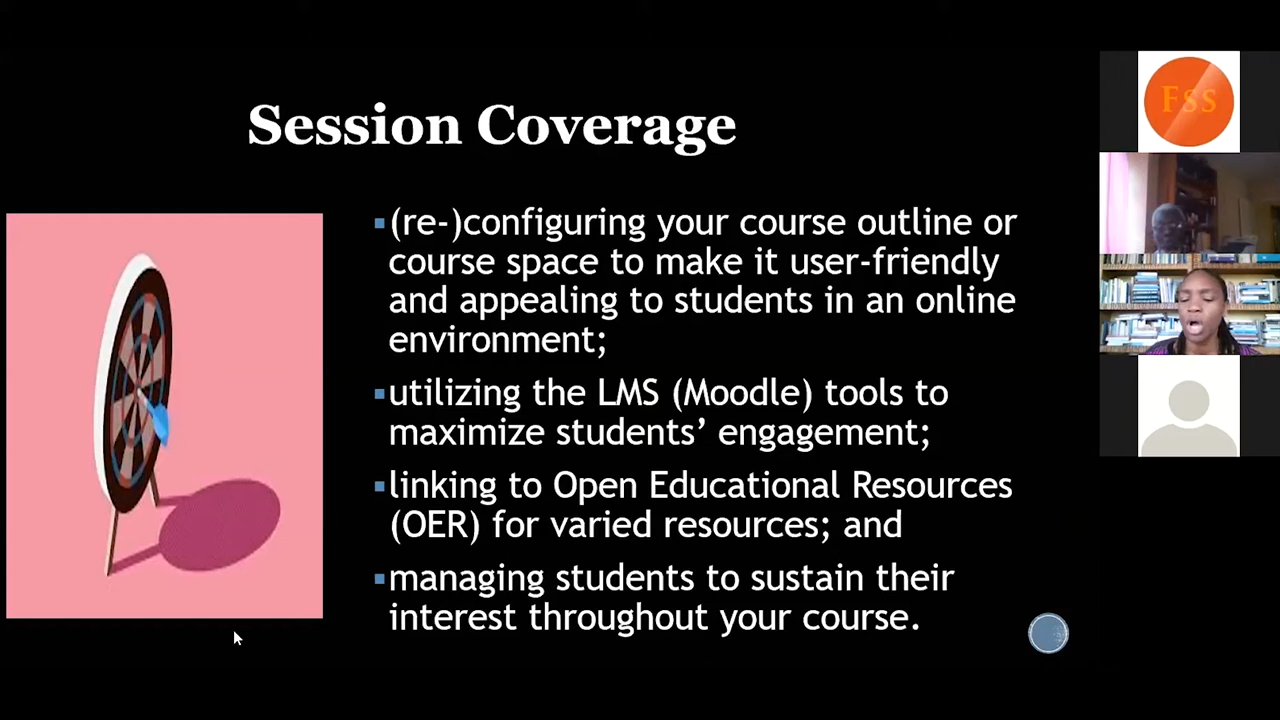 Session Coverage
FSS
▪(re-)configuring your course outline or
course space to make it user-friendly
and appealing to students in an online
environment;
▪utilizing the LMS (Moodle) tools to
maximize students’ engagement;
▪linking to Open Educational Resources
(OER) for varied resources; and
▪managing students to sustain their
interest throughout your course.